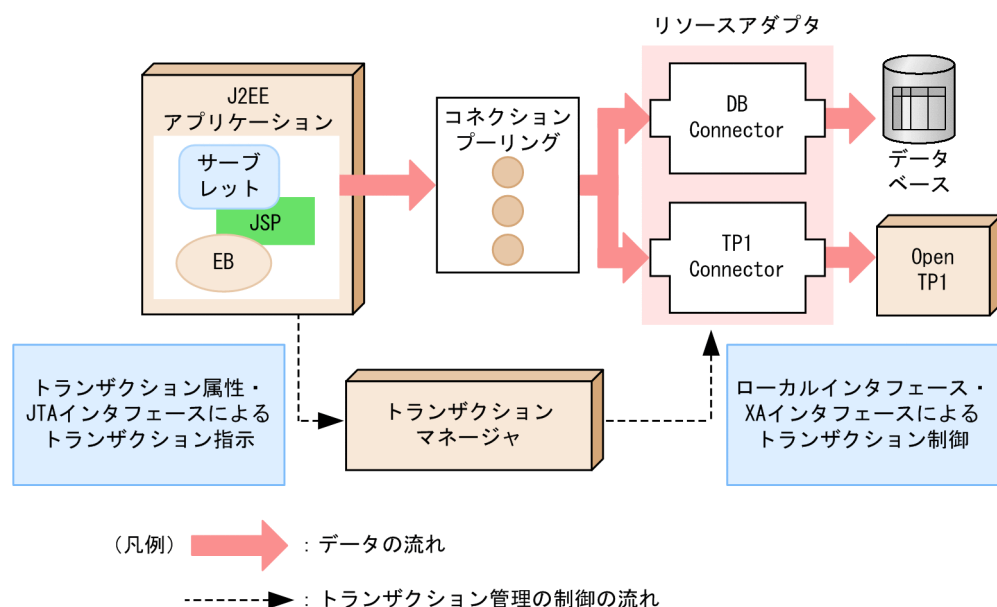 リソースアダプタ
J2EE
アプリケーション
サーブ
レット
JSP
EB
コネクション
プーリング
DB
Connector
TP1
Connector
データ
ベース
Open
TP1
トランザクション属性・
JTAインタフェースによる
トランザクション指示
トランザクション
マネージャ
ローカルインタフェース・
XAインタフェースによる
トランザクション制御
(凡例)
：データの流れ
：トランザクション管理の制御の流れ